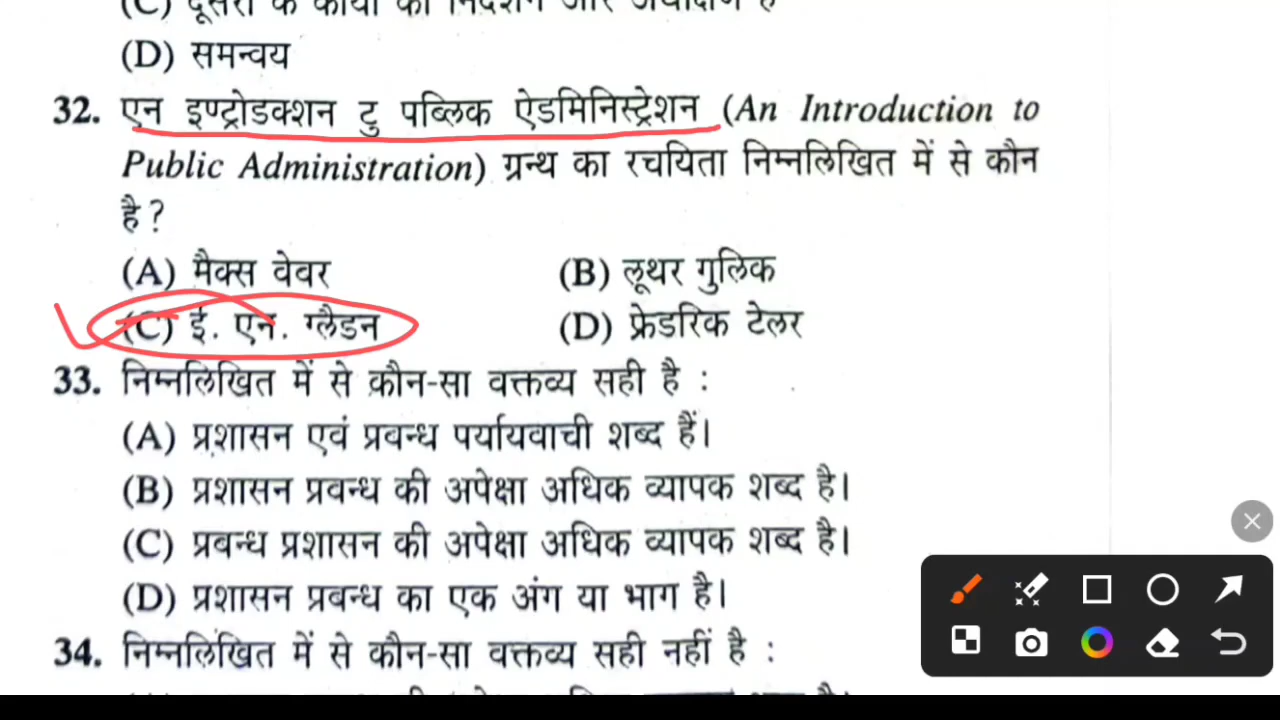 (D) समन्वय
32. एन इण्ट्रोडक्शन टु पब्लिक ऐडमिनिस्ट्रेशन (An Introduction to
Public Administration) ग्रन्थ का रचयिता निम्नलिखित में से कौन
है ?
(A) मैक्स वेवर (B) लूथर गुलिक
(C) ई. एन. ग्लैडन (D) फ्रेडरिक टेलर
33. निम्नलिखित में से कौन-सा वक्तव्य सही है :
(A) प्रशासन एवं प्रबन्ध पर्यायवाची शब्द हैं।
(B) प्रशासन प्रवन्ध की अपेक्षा अधिक व्यापक शब्द है।
(C) प्रबन्ध प्रशासन की अपेक्षा अधिक व्यापक शब्द है।
(D) प्रशासन प्रबन्ध का एक अंग या भाग है।
34. निम्नलिखित में से कौन-सा वक्तव्य सही नहीं है :